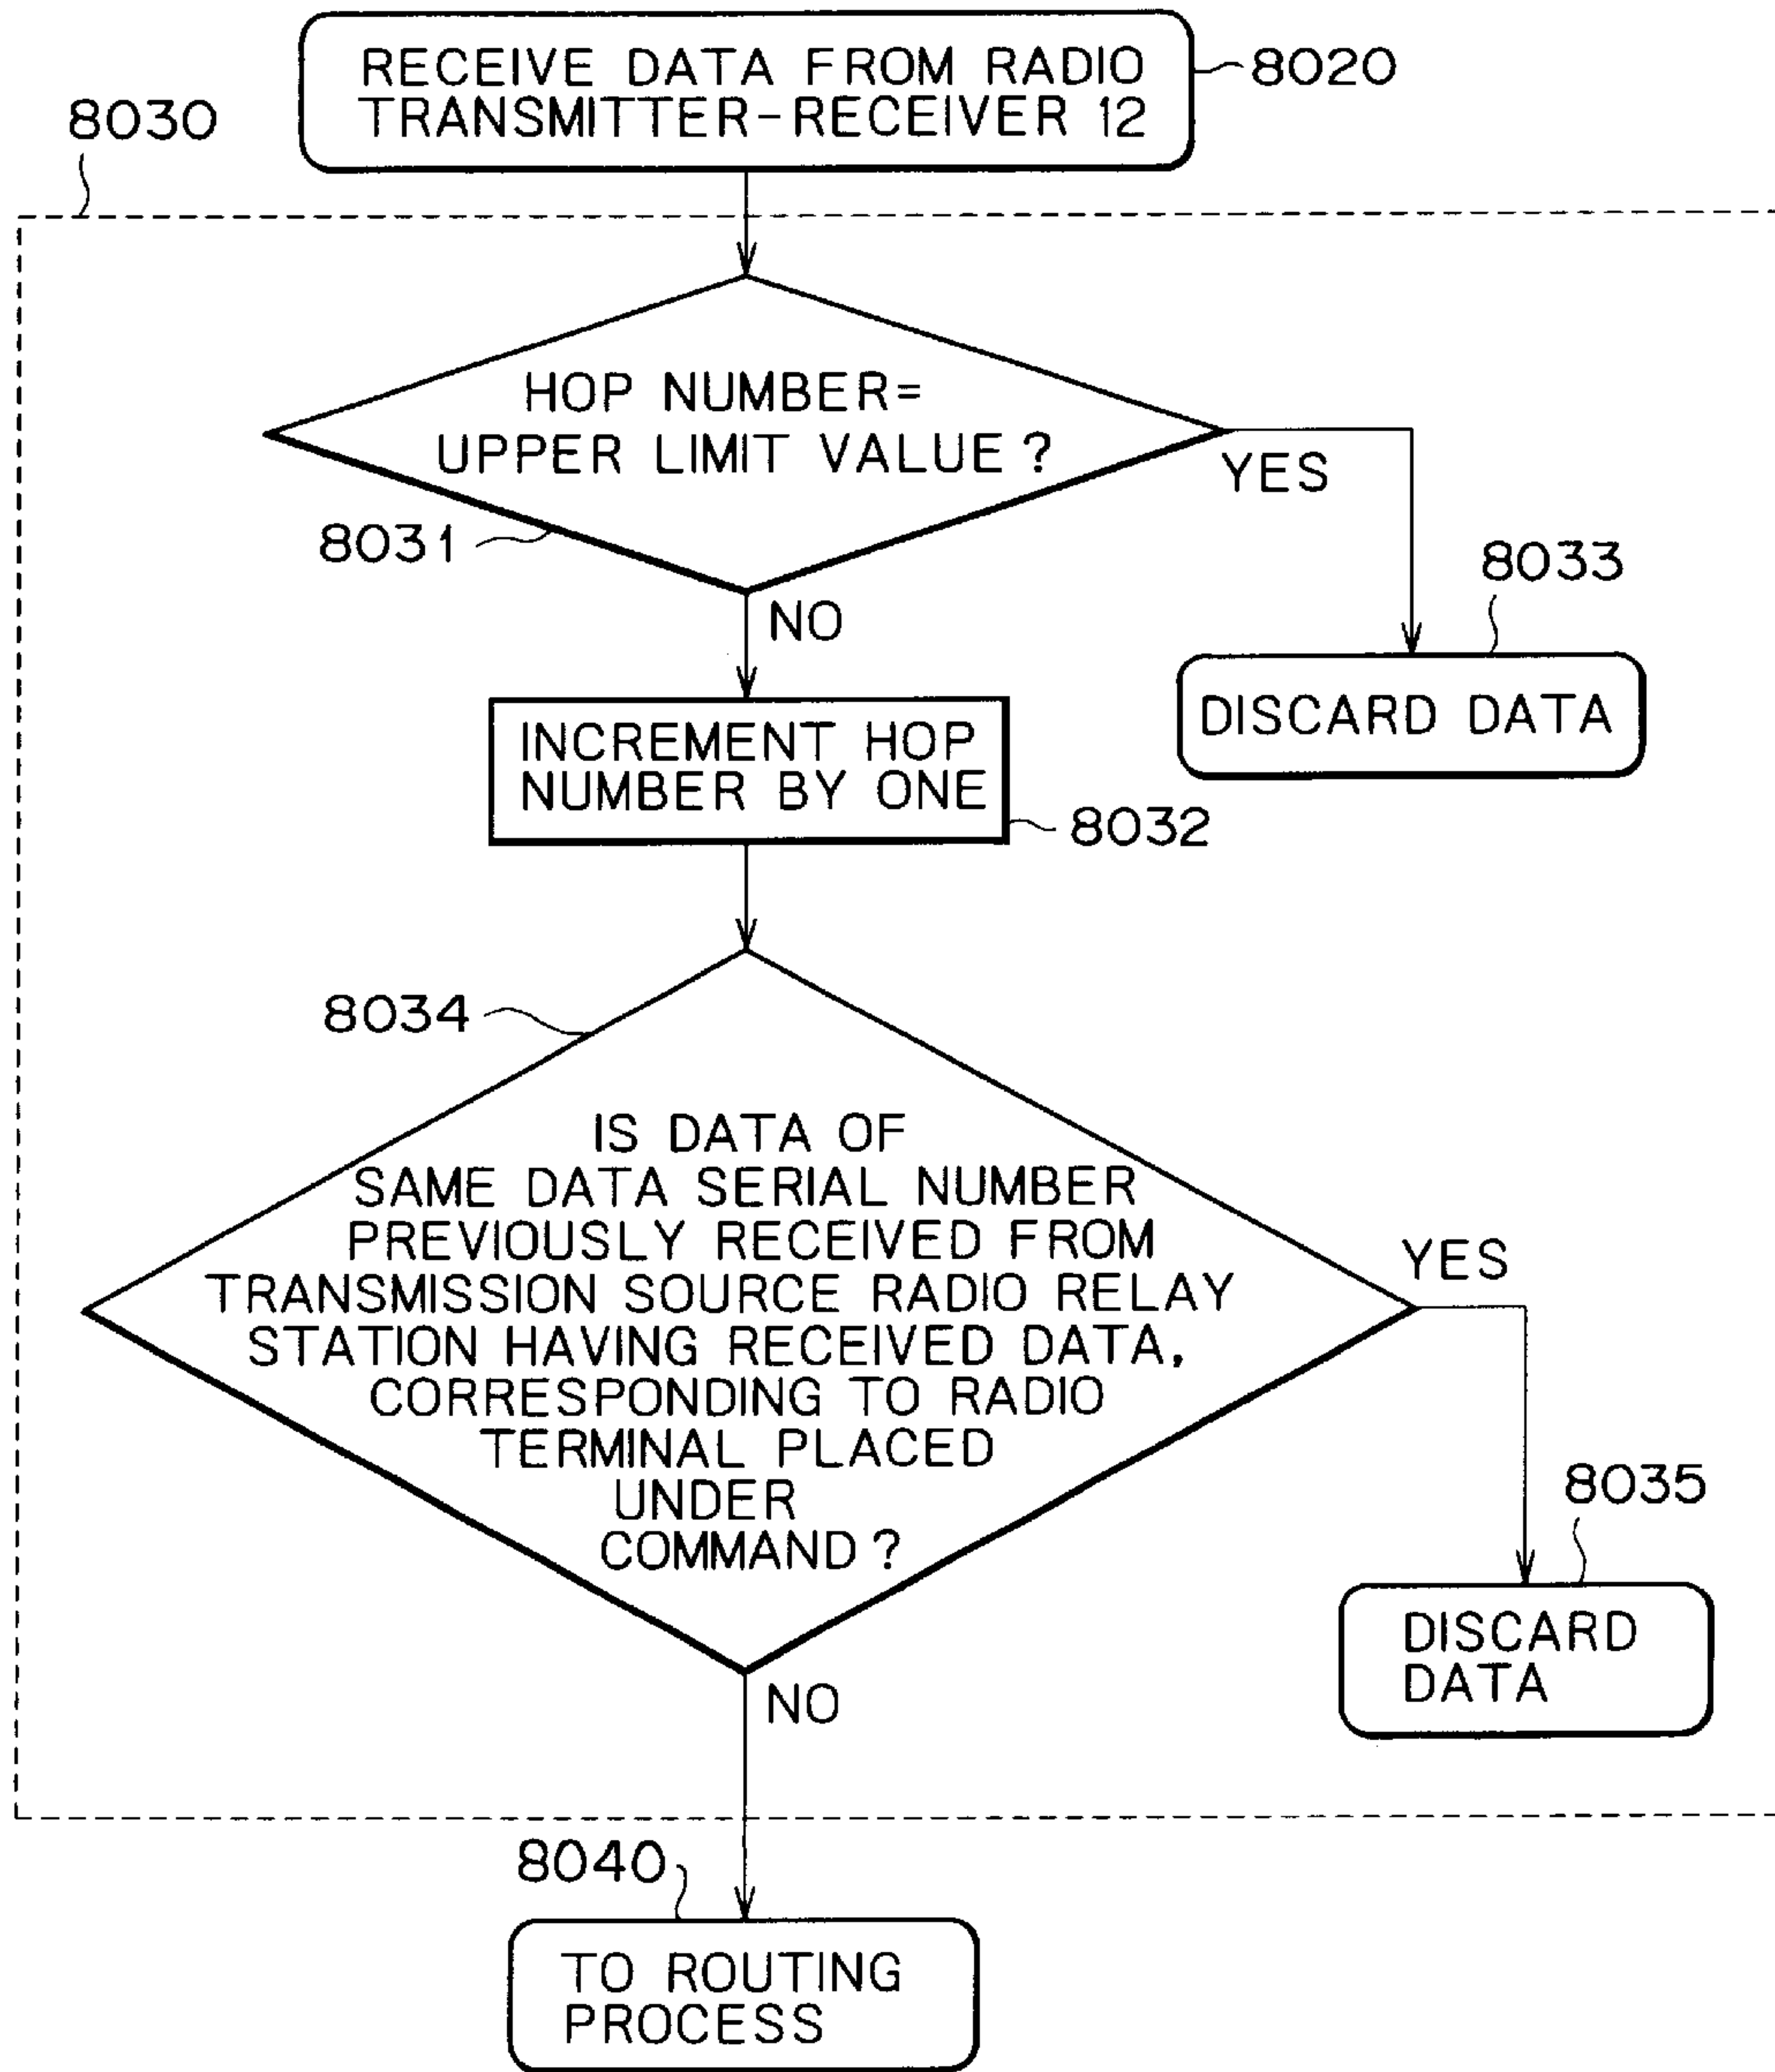 RECEIVE DATA FROM RADIO
TRANSMITTER-RECEIVER 12
8020
8030
HOP NUMBER=
UPPER LIMIT VALUE?
YES
8031
8033
NO
DISCARD DATA
INCREMENT HOP
NUMBER BY ONE
8032
8034
IS DATA OF
SAME DATA SERIAL NUMBER
PREVIOUSLY RECEIVED FROM
TRANSMISSION SOURCE RADIO RELAY
STATION HAVING RECEIVED DATA,
CORRESPONDING TO RADIO
TERMINAL PLACED
UNDER
COMMAND?
YES
8035
DISCARD
DATA
NO
8040
TO ROUTING
PROCESS